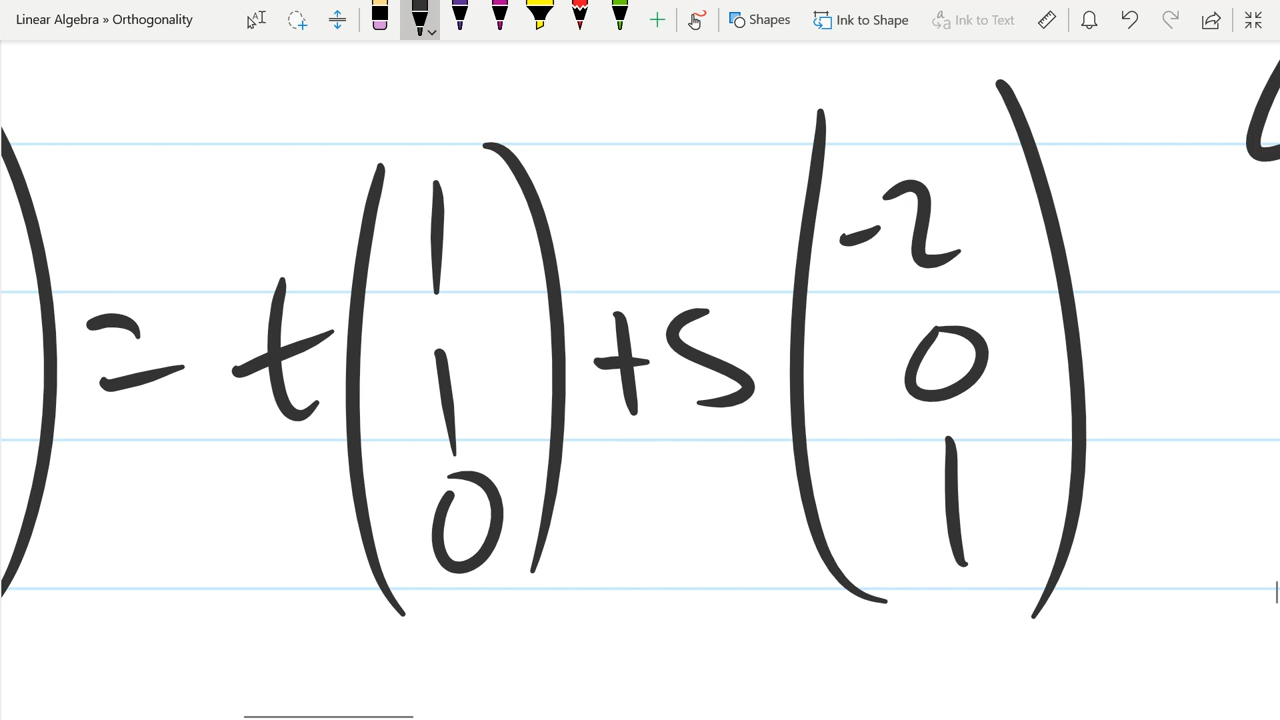 Linear Algebra » Orthogonality Shapes Ink to Shape Ink to Text
) = t ( 1 1 0 ) + s ( -2 0 1 )